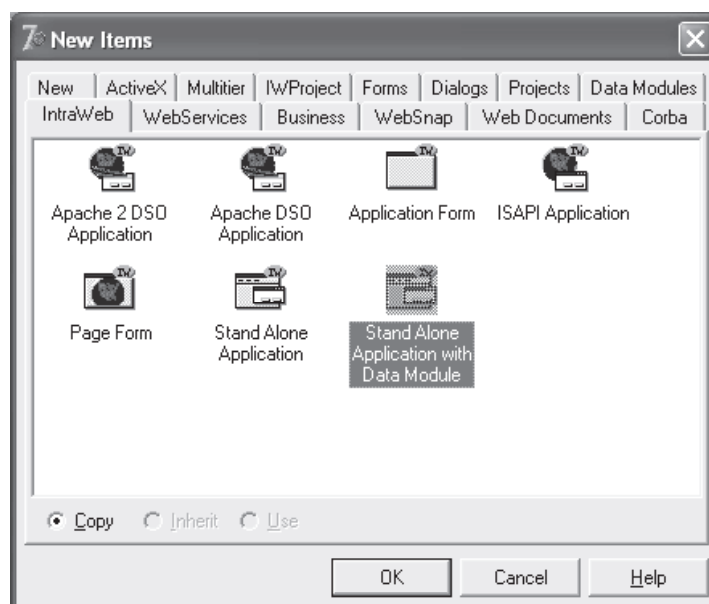 New Items
New ActiveX Multitier IWProject Forms Dialogs Projects Data Modules
IntraWeb WebServices Business WebSnap Web Documents Corba
Apache 2 DSO
Application
Apache DSO
Application
Application Form
ISAPI Application
Page Form
Stand Alone
Application
Stand Alone
Application with
Data Module
Copy Inherit Use
OK Cancel Help